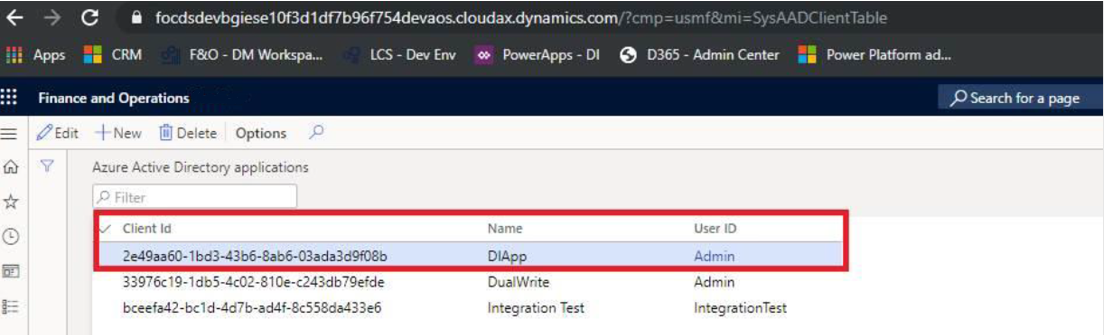 focdsdevbgiese10f3d1df7b96f754devaos.cloudax.dynamics.com/?cmp=usmf&mi=SysAADClientTable
Apps CRM F&O - DM Workspa... LCS - Dev Env PowerApps - DI D365 - Admin Center Power Platform ad...
Finance and Operations Search for a page
Edit New Delete Options
Azure Active Directory applications
Filter
Client Id Name User ID
2e49aa60-1bd3-43b6-8ab6-03ada3d9f08b DIApp Admin
33976c19-1db5-4c02-810e-c243db79efde DualWrite Admin
bceefa42-bc1d-4d7b-ad4f-8c558da433e6 Integration Test IntegrationTest